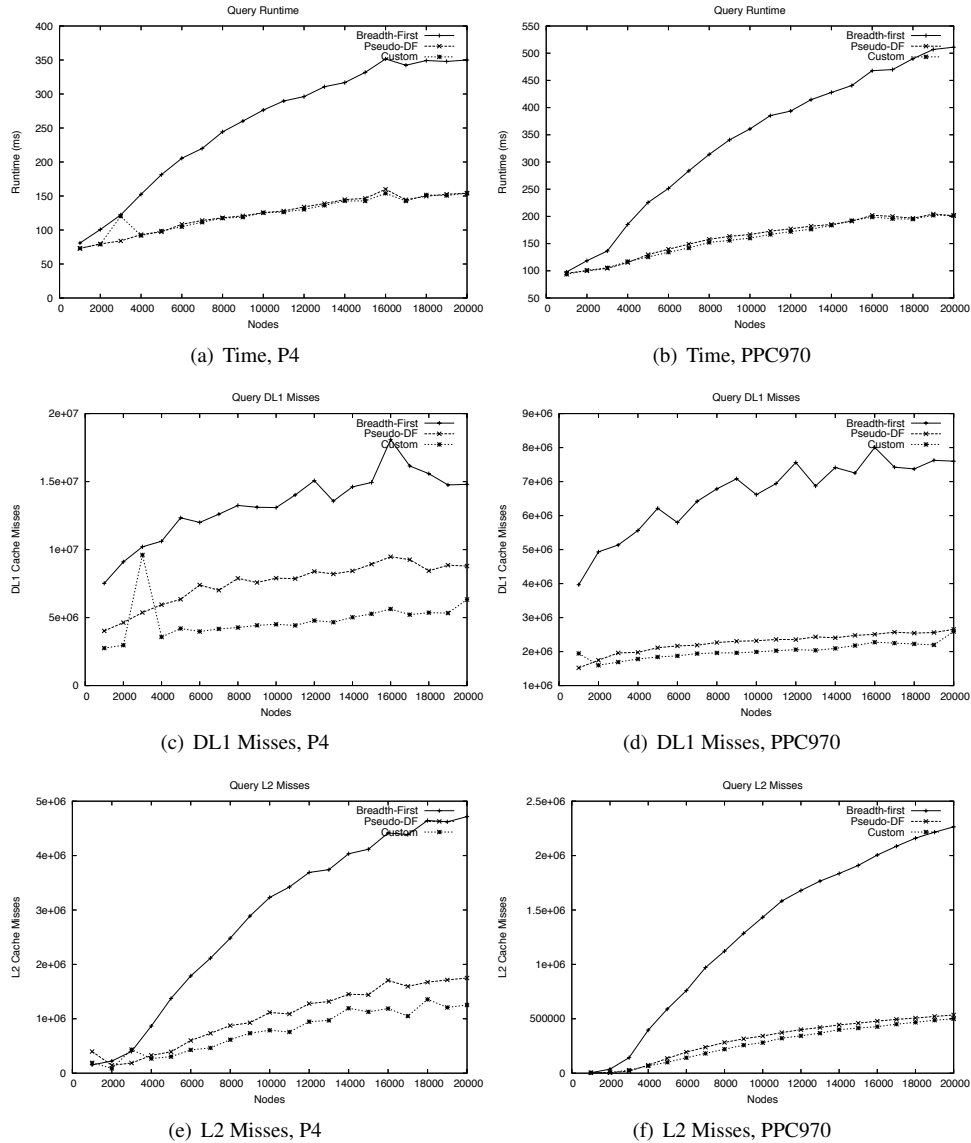 Query Runtime
400
350
300
250
200
150
100
50
0
Runtime (ms)
0 2000 4000 6000 8000 10000 12000 14000 16000 18000 20000
Nodes
Breadth-First
Pseudo-DF
Custom
(a) Time, P4
Query Runtime
550
500
450
400
350
300
250
200
150
100
50
Runtime (ms)
0 2000 4000 6000 8000 10000 12000 14000 16000 18000 20000
Nodes
Breadth-first
Pseudo-DF
Custom
(b) Time, PPC970
Query DL1 Misses
2e+07
1.5e+07
1e+07
5e+06
0
DL1 Cache Misses
0 2000 4000 6000 8000 10000 12000 14000 16000 18000 20000
Nodes
Breadth-First
Pseudo-DF
Custom
(c) DL1 Misses, P4
Query DL1 Misses
9e+06
8e+06
7e+06
6e+06
5e+06
4e+06
3e+06
2e+06
1e+06
DL1 Cache Misses
0 2000 4000 6000 8000 10000 12000 14000 16000 18000 20000
Nodes
Breadth-First
Pseudo-DF
Custom
(d) DL1 Misses, PPC970
Query L2 Misses
5e+06
4e+06
3e+06
2e+06
1e+06
0
L2 Cache Misses
0 2000 4000 6000 8000 10000 12000 14000 16000 18000 20000
Nodes
Breadth-First
Pseudo-DF
Custom
(e) L2 Misses, P4
Query L2 Misses
2.5e+06
2e+06
1.5e+06
1e+06
500000
0
L2 Cache Misses
0 2000 4000 6000 8000 10000 12000 14000 16000 18000 20000
Nodes
Breadth-first
Pseudo-DF
Custom
(f) L2 Misses, PPC970